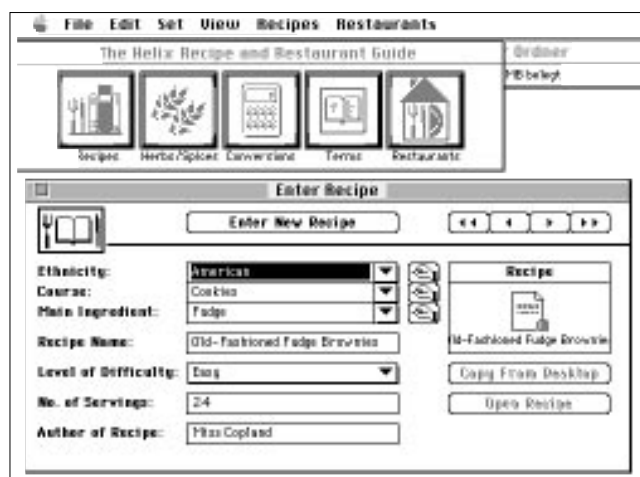 File Edit Set View Recipes Restaurants
The Helix Recipe and Restaurant Guide
Ordner
MB belegt
Recipes Herbs/Spices Conversions Terms Restaurants
Enter Recipe
Enter New Recipe
Ethnicity: American
Course: Cookies
Main Ingredient: Fudge
Recipe Name: Old-Fashioned Fudge Brownies
Level of Difficulty: Easy
No. of Servings: 24
Author of Recipe: Miss Copland
Recipe
Old-Fashioned Fudge Brownie
Copy From Desktop
Open Recipe